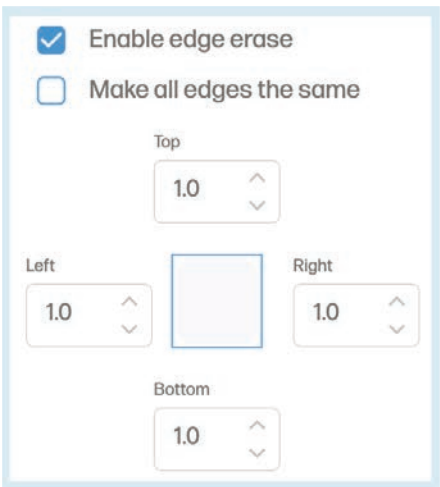 Enable edge erase
Make all edges the same
Top
1.0
Left
Right
1.0
1.0
Bottom
1.0